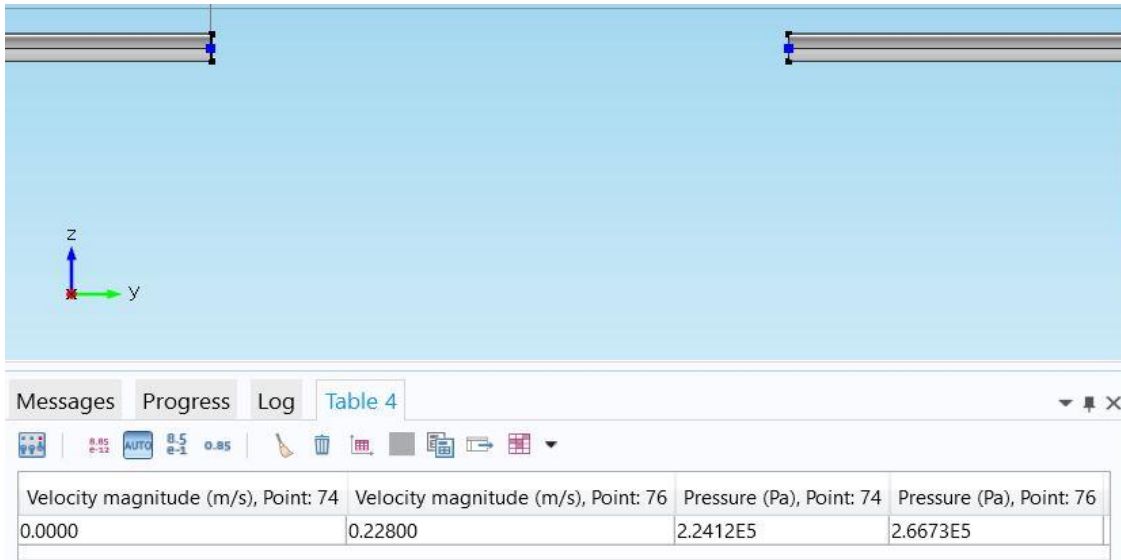 z
y
Messages Progress Log Table 4
8.85 e-12 AUTO 8.5 e-1 0.85
Velocity magnitude (m/s), Point: 74 Velocity magnitude (m/s), Point: 76 Pressure (Pa), Point: 74 Pressure (Pa), Point: 76
0.0000 0.22800 2.2412E5 2.6673E5